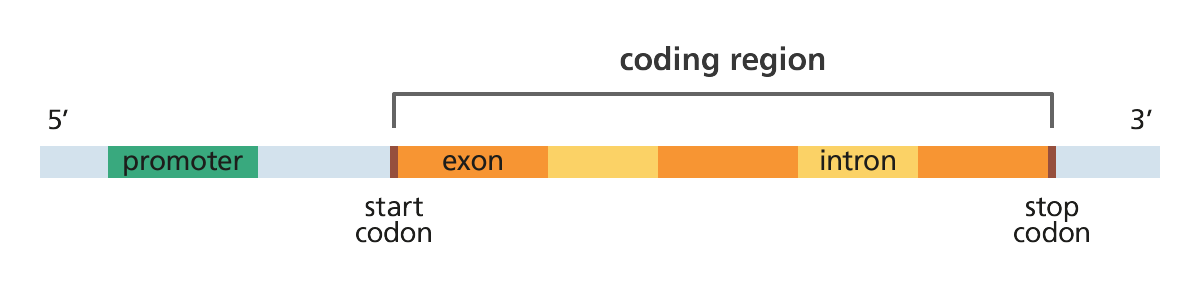 coding region
5′ 3′
promoter exon intron
start stop
codon codon